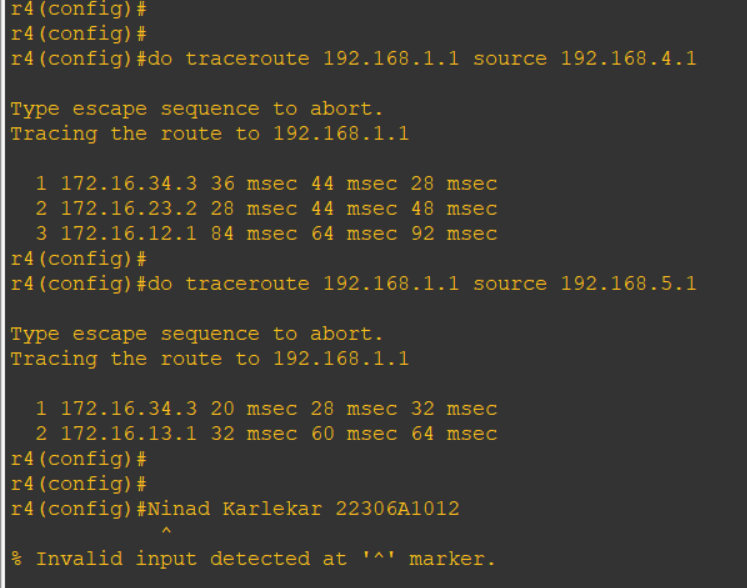 r4(config)#
r4(config)#
r4(config)#do traceroute 192.168.1.1 source 192.168.4.1
Type escape sequence to abort.
Tracing the route to 192.168.1.1
1 172.16.34.3 36 msec 44 msec 28 msec
2 172.16.23.2 28 msec 44 msec 48 msec
3 172.16.12.1 84 msec 64 msec 92 msec
r4(config)#
r4(config)#do traceroute 192.168.1.1 source 192.168.5.1
Type escape sequence to abort.
Tracing the route to 192.168.1.1
1 172.16.34.3 20 msec 28 msec 32 msec
2 172.16.13.1 32 msec 60 msec 64 msec
r4(config)#
r4(config)#
r4(config)#Ninad Karlekar 22306A1012
^
% Invalid input detected at '^' marker.